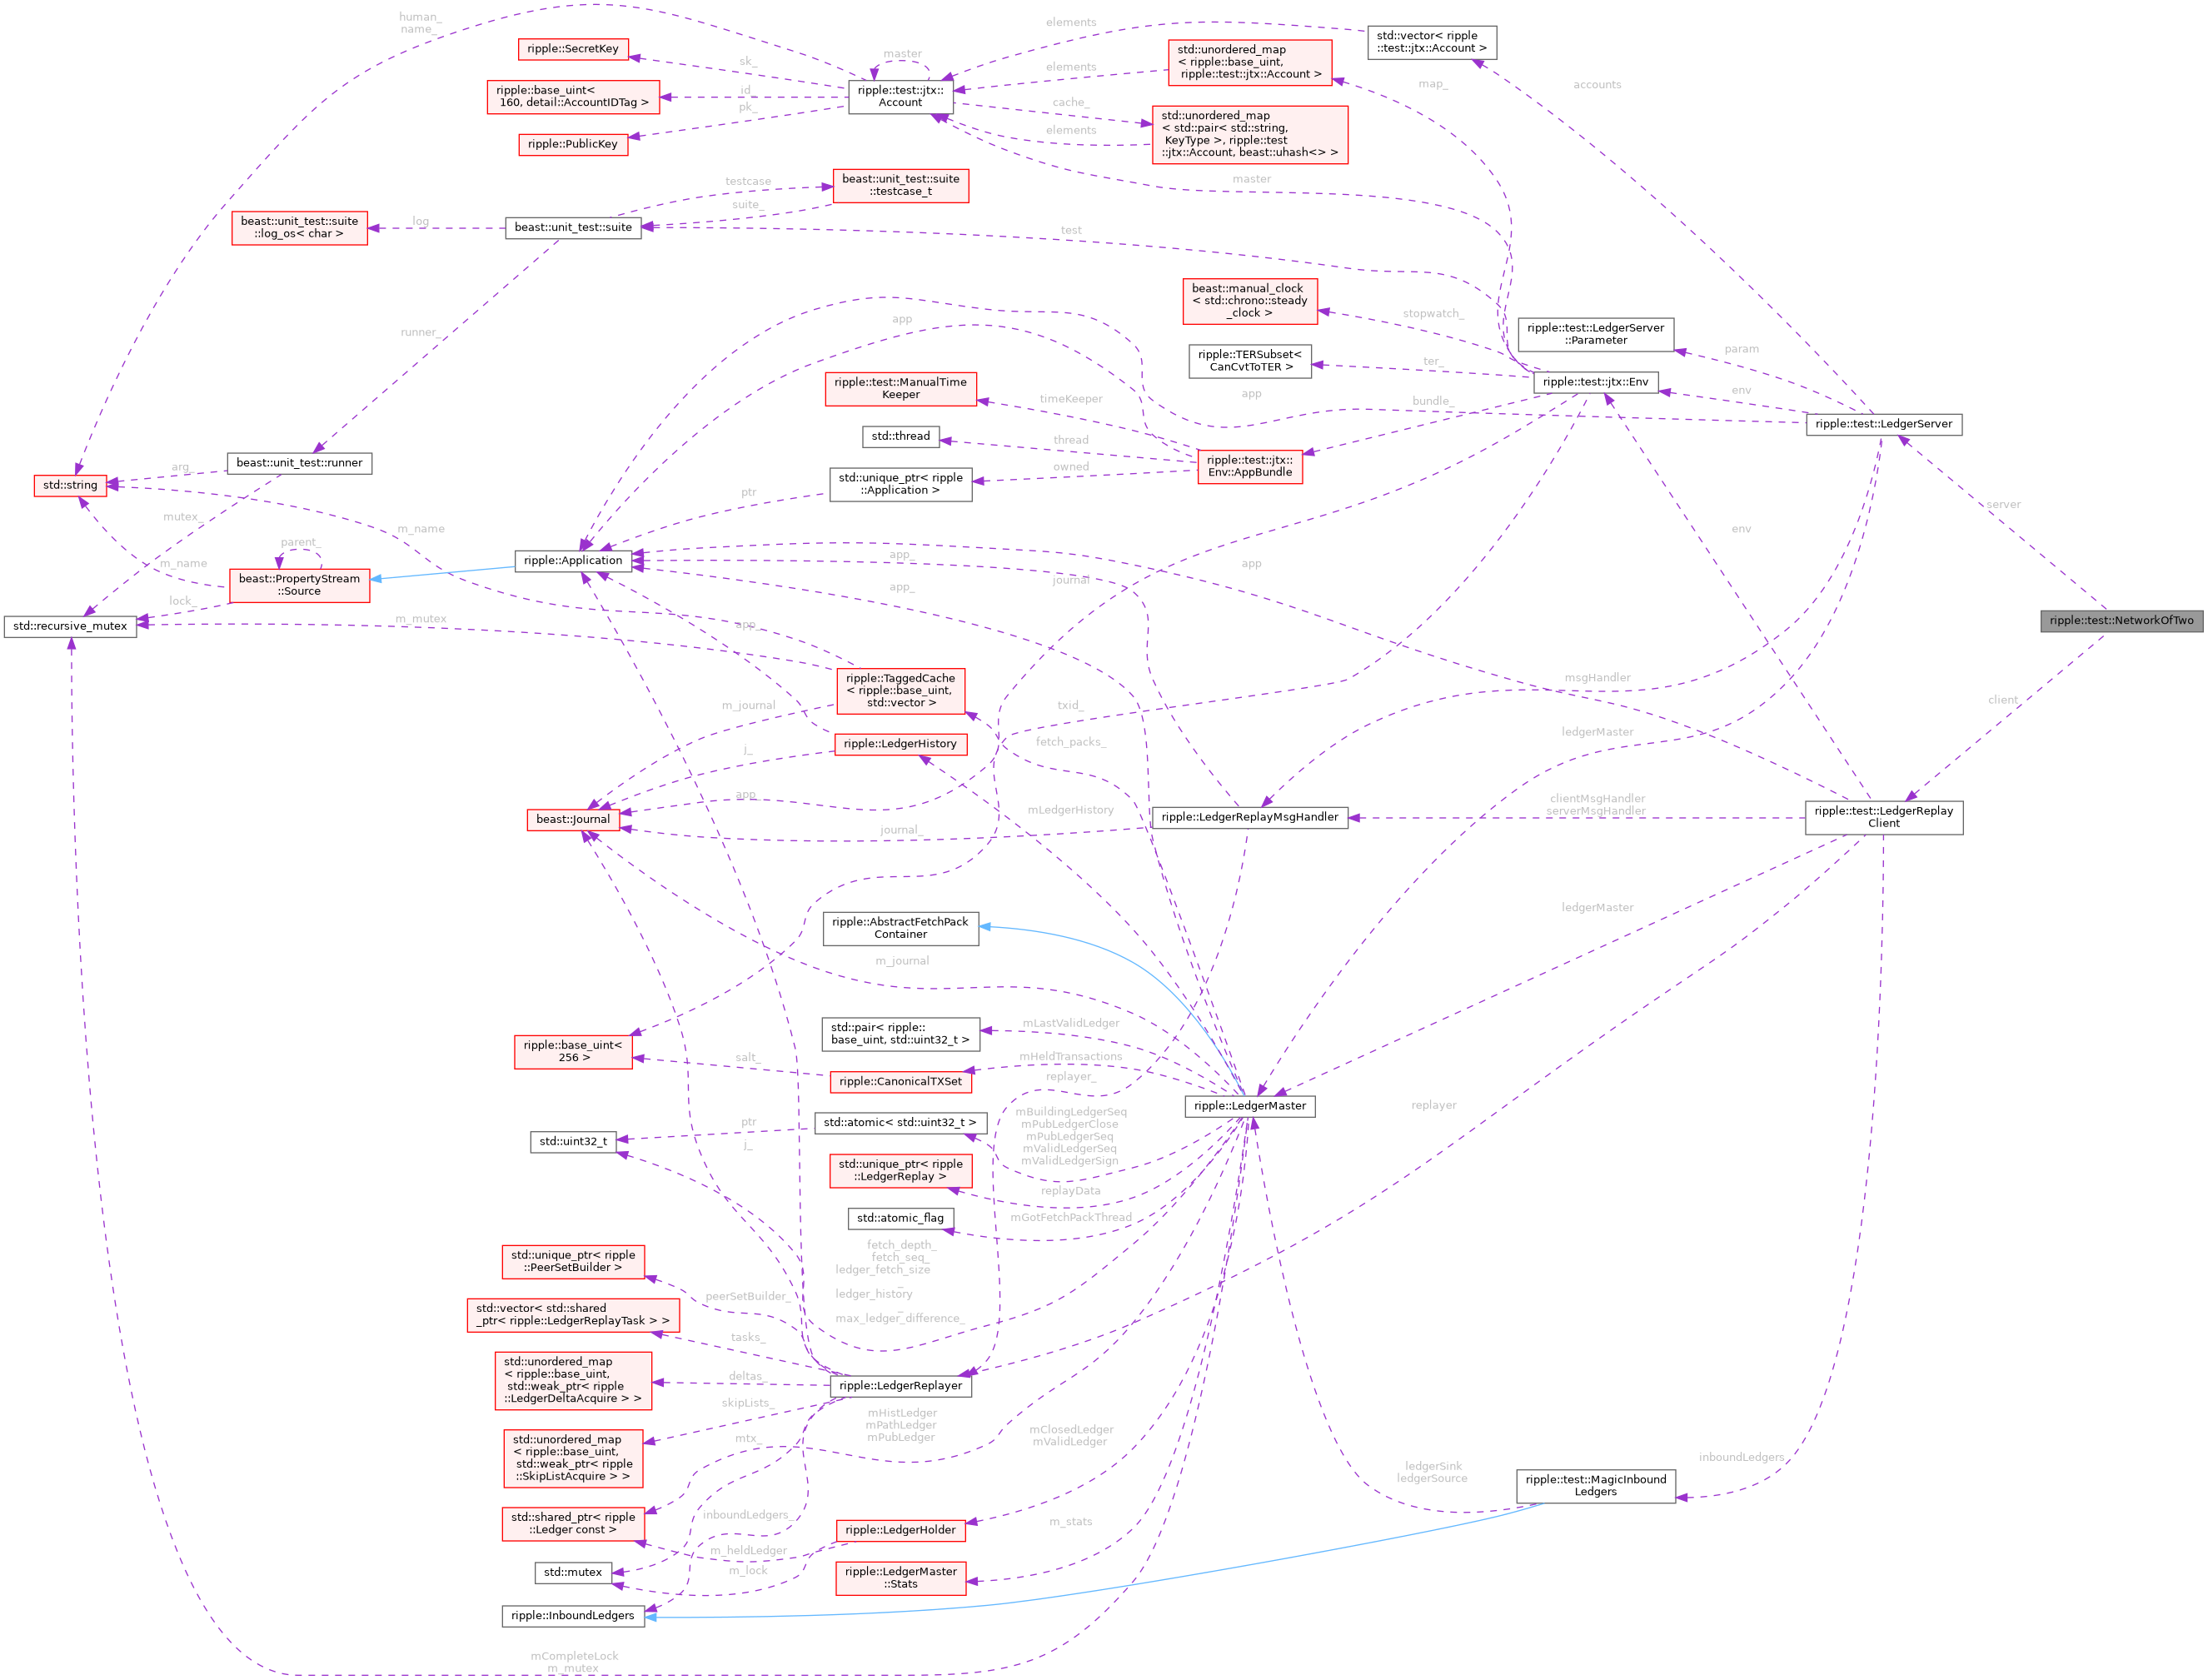 human_
name_
elements
std::vector< ripple
::test::jtx::Account >
ripple::SecretKey
sk_
master
std::unordered_map
< ripple::base_uint,
ripple::test::jtx::Account >
elements
map_
accounts
ripple::base_uint<
160, detail::AccountIDTag >
id_
ripple::test::jtx::
Account
cache_
pk_
ripple::PublicKey
elements
std::unordered_map
< std::pair< std::string,
KeyType >, ripple::test
::jtx::Account, beast::uhash<> >
testcase
beast::unit_test::suite
::testcase_t
master
suite_
beast::unit_test::suite
::log_os< char >
log
beast::unit_test::suite
test
beast::manual_clock
< std::chrono::steady
_clock >
stopwatch_
ripple::test::LedgerServer
::Parameter
param
runner_
app
ripple::TERSubset<
CanCvtToTER >
ter_
ripple::test::jtx::Env
env
ripple::test::ManualTime
Keeper
timeKeeper
app
bundle_
ripple::test::LedgerServer
std::thread
thread
ripple::test::jtx::
Env::AppBundle
beast::unit_test::runner
arg_
std::string
owned
std::unique_ptr< ripple
::Application >
ptr
server
mutex_
m_name
env
parent_
m_name
beast::PropertyStream
::Source
ripple::Application
app_
app_
journal
app
lock_
std::recursive_mutex
m_mutex
app_
ripple::test::NetworkOfTwo
ripple::TaggedCache
< ripple::base_uint,
std::vector >
m_journal
txid_
msgHandler
client
j_
ripple::LedgerHistory
fetch_packs_
ledgerMaster
app_
beast::Journal
journal_
mLedgerHistory
ripple::LedgerReplayMsgHandler
clientMsgHandler
serverMsgHandler
ripple::test::LedgerReplay
Client
ripple::AbstractFetchPack
Container
ledgerMaster
m_journal
ripple::base_uint<
256 >
salt_
std::pair< ripple::
base_uint, std::uint32_t >
mLastValidLedger
ripple::CanonicalTXSet
mHeldTransactions
replayer_
ripple::LedgerMaster
replayer
std::uint32_t
ptr
j_
std::atomic< std::uint32_t >
mBuildingLedgerSeq
mPubLedgerClose
mPubLedgerSeq
mValidLedgerSeq
mValidLedgerSign
std::unique_ptr< ripple
::LedgerReplay >
replayData
std::atomic_flag
mGotFetchPackThread
std::unique_ptr< ripple
::PeerSetBuilder >
peerSetBuilder_
fetch_depth_
fetch_seq_
ledger_fetch_size
_
ledger_history
_
max_ledger_difference_
std::vector< std::shared
_ptr< ripple::LedgerReplayTask > >
tasks_
std::unordered_map
< ripple::base_uint,
std::weak_ptr< ripple
::LedgerDeltaAcquire > >
deltas_
ripple::LedgerReplayer
skipLists_
mHistLedger
mPathLedger
mPubLedger
mClosedLedger
mValidLedger
std::unordered_map
< ripple::base_uint,
std::weak_ptr< ripple
::SkipListAcquire > >
mtx_
ledgerSink
ledgerSource
inboundLedgers
ripple::test::MagicInbound
Ledgers
std::shared_ptr< ripple
::Ledger const >
inboundLedgers_
ripple::LedgerHolder
m_stats
m_heldLedger
m_lock
std::mutex
ripple::LedgerMaster
::Stats
ripple::InboundLedgers
mCompleteLock
m_mutex